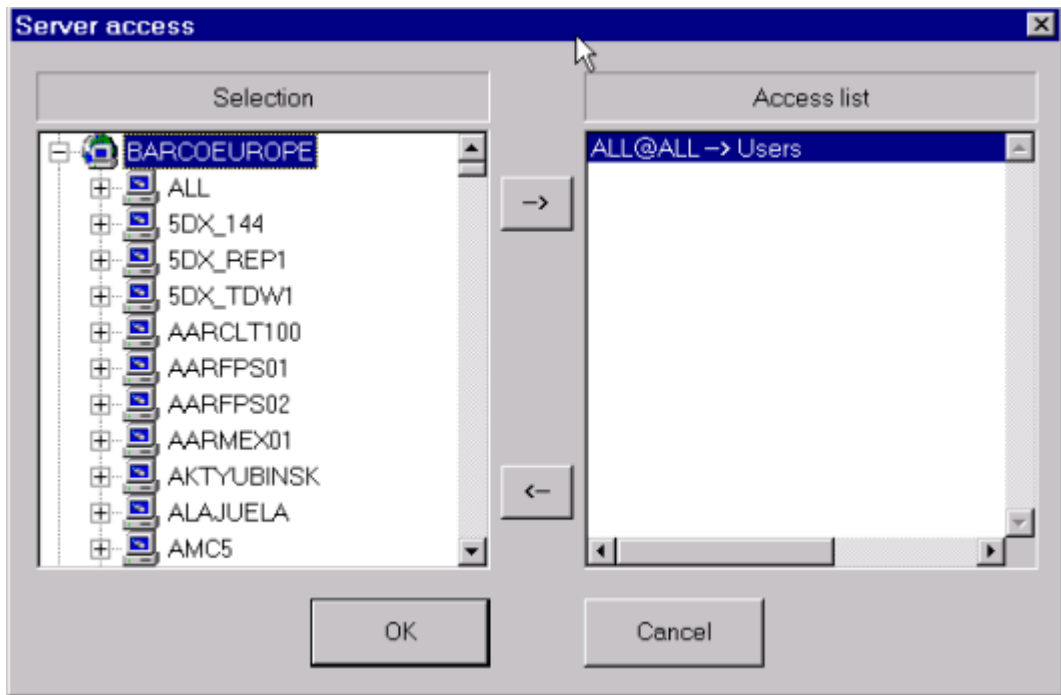 Server access
Selection
BARCOEUROPE
ALL
5DX_144
5DX_REP1
5DX_TDW1
AARCLT100
AARFPS01
AARFPS02
AARMEX01
AKTYUBINSK
ALAJUELA
AMC5
–>
<–
Access list
ALL@ALL –> Users
OK
Cancel